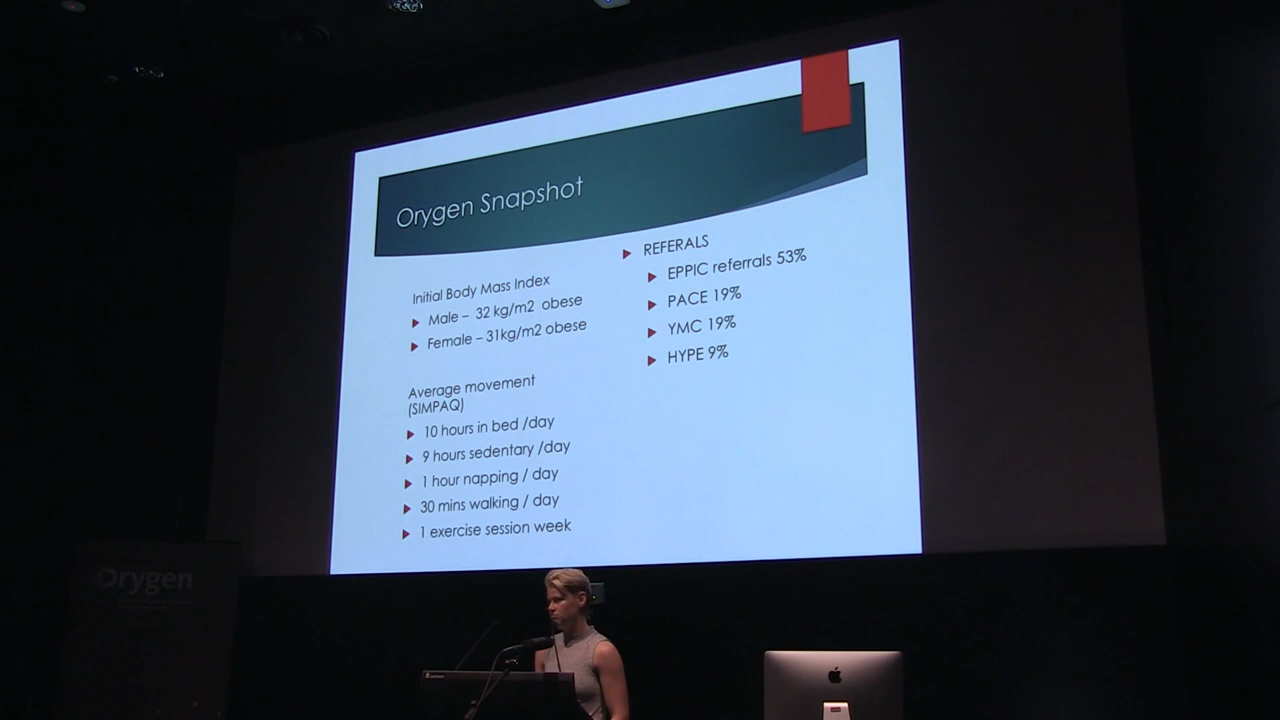 Orygen Snapshot
Initial Body Mass Index
Male – 32 kg/m2 obese
Female – 31kg/m2 obese
Average movement
(SIMPAQ)
10 hours in bed /day
9 hours sedentary /day
1 hour napping / day
30 mins walking / day
1 exercise session week
REFERALS
EPPIC referrals 53%
PACE 19%
YMC 19%
HYPE 9%
Orygen